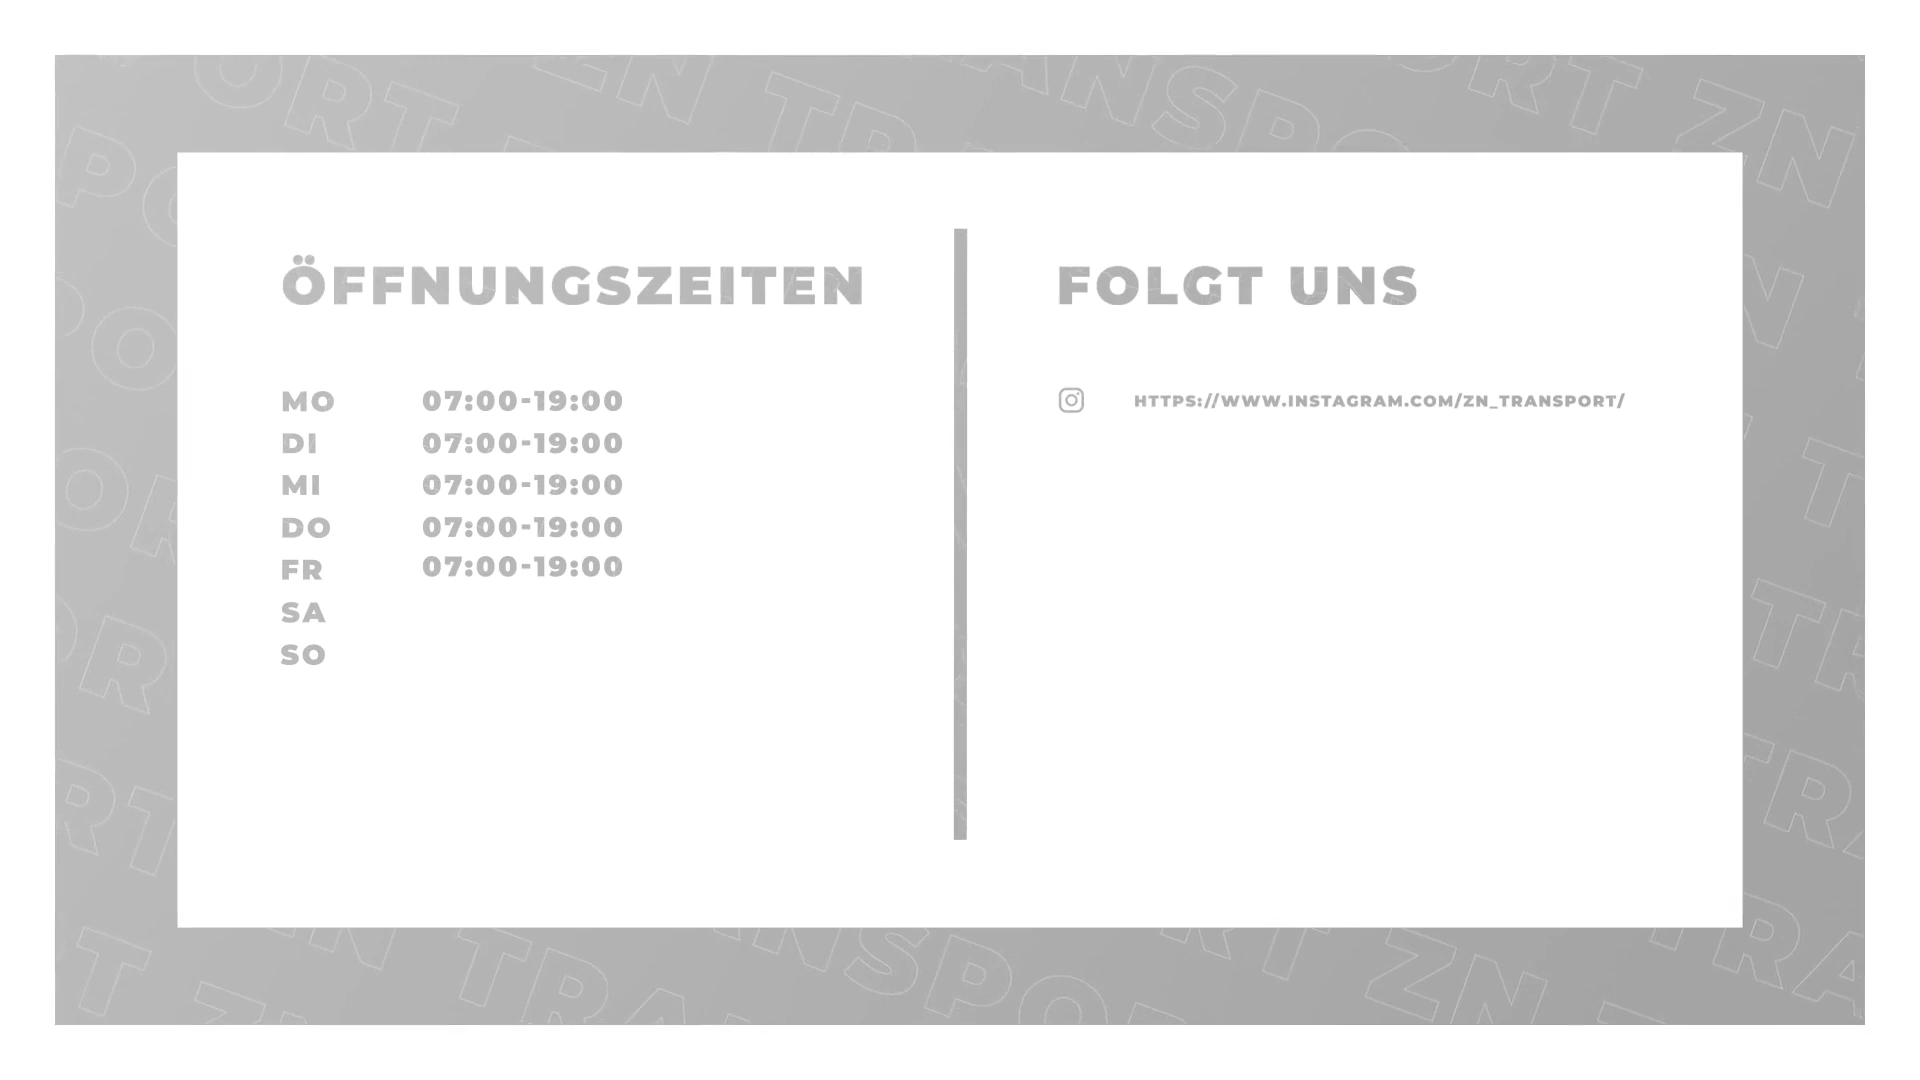 ÖFFNUNGSZEITEN
MO 07:00-19:00
DI 07:00-19:00
MI 07:00-19:00
DO 07:00-19:00
FR 07:00-19:00
SA
SO
FOLGT UNS
HTTPS://WWW.INSTAGRAM.COM/ZN_TRANSPORT/